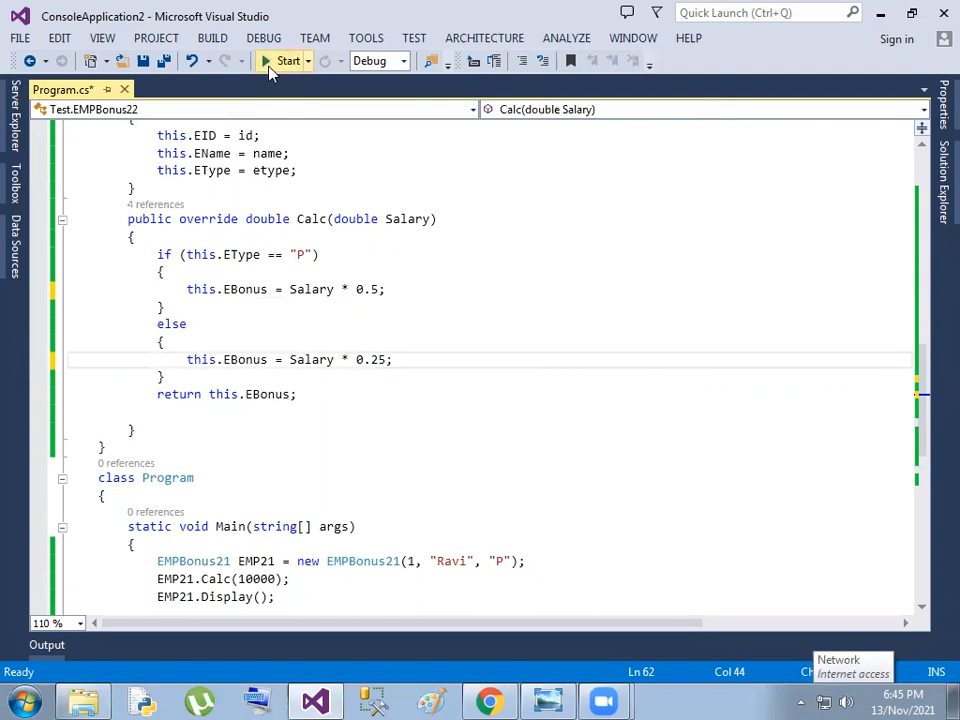 ConsoleApplication2 - Microsoft Visual Studio
Quick Launch (Ctrl+Q)
FILE EDIT VIEW PROJECT BUILD DEBUG TEAM TOOLS TEST ARCHITECTURE ANALYZE WINDOW HELP Sign in
Start Debug
Program.cs*
Test.EMPBonus22 Calc(double Salary)
Server Explorer
Toolbox
Data Sources
Properties
Solution Explorer
{
this.EID = id;
this.EName = name;
this.EType = etype;
}
4 references
public override double Calc(double Salary)
{
if (this.EType == "P")
{
this.EBonus = Salary * 0.5;
}
else
{
this.EBonus = Salary * 0.25;
}
return this.EBonus;
}
}
0 references
class Program
{
0 references
static void Main(string[] args)
{
EMPBonus21 EMP21 = new EMPBonus21(1, "Ravi", "P");
EMP21.Calc(10000);
EMP21.Display();
110 %
Output
Network
Internet access
Ready Ln 62 Col 44 INS
6:45 PM
13/Nov/2021